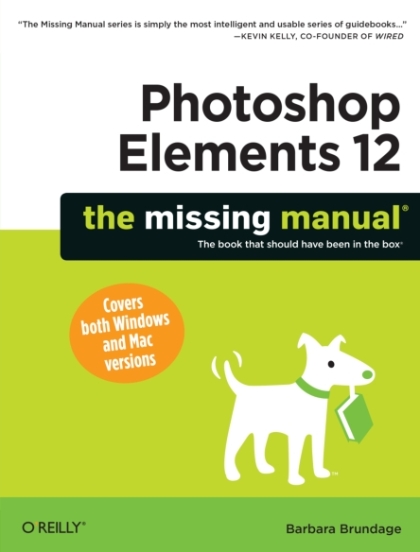 “The Missing Manual series is simply the most intelligent and usable series of guidebooks...”
—KEVIN KELLY, CO-FOUNDER OF WIRED
Photoshop
Elements 12
the missing manual®
The book that should have been in the box®
Covers
both Windows
and Mac
versions
O REILLY®
Barbara Brundage